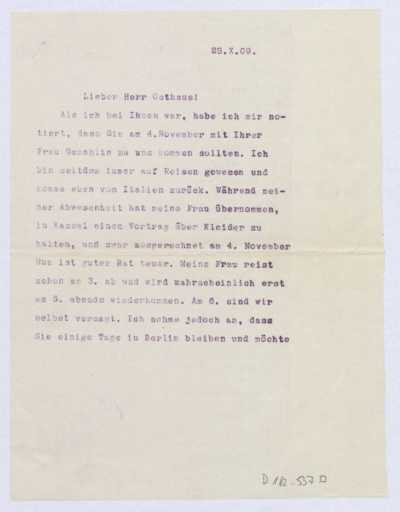 28.X.09.
Lieber Herr Osthaus!
Als ich bei Ihnen war, habe ich mir no-
tiert, dass Sie am 4.November mit Ihrer
Frau Gemahlin zu uns kommen sollten. Ich
bin seitdem immer auf Reisen gewesen und
komme eben von Italien zurück. Während mei-
ner Abwesenheit hat meine Frau übernommen,
in Kassel einen Vortrag über Kleider zu
halten, und zwar ausgerechnet am 4. November
Nun ist guter Rat teuer. Meine Frau reist
schon am 3. ab und wird wahrscheinlich erst
am 5. abends wiederkommen. Am 6. sind wir
selbst versagt. Ich nehme jedoch an, dass
Sie einige Tage in Berlin bleiben und möchte